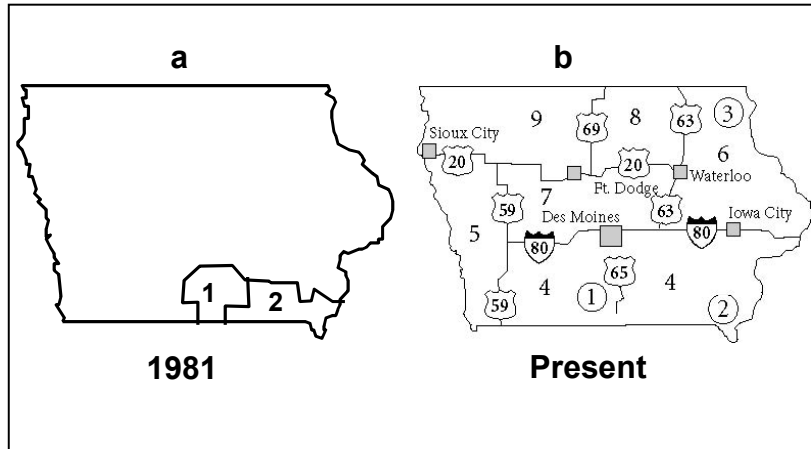 a
1
2
1981
b
9
69
8
63
3
Sioux City
20
20
6
Waterloo
7
Ft. Dodge
59
Des Moines
63
Iowa City
5
80
80
65
59
4
1
4
2
Present